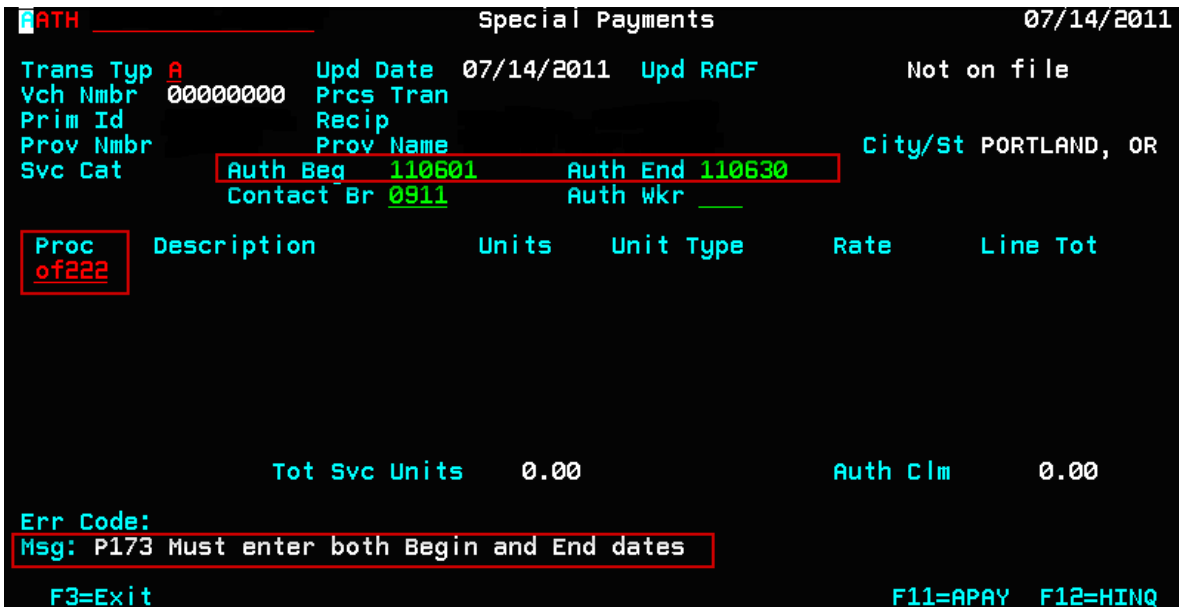 AATH Special Payments 07/14/2011
Trans Typ A Upd Date 07/14/2011 Upd RACF Not on file
Vch Nmbr 00000000 Prcs Tran
Prim Id Recip
Prov Nmbr Prov Name City/St PORTLAND, OR
Svc Cat Auth Beg 110601 Auth End 110630
Contact Br 0911 Auth Wkr ___
Proc Description Units Unit Type Rate Line Tot
of222
Tot Svc Units 0.00 Auth Clm 0.00
Err Code:
Msg: P173 Must enter both Begin and End dates
F3=Exit F11=APAY F12=HINQ